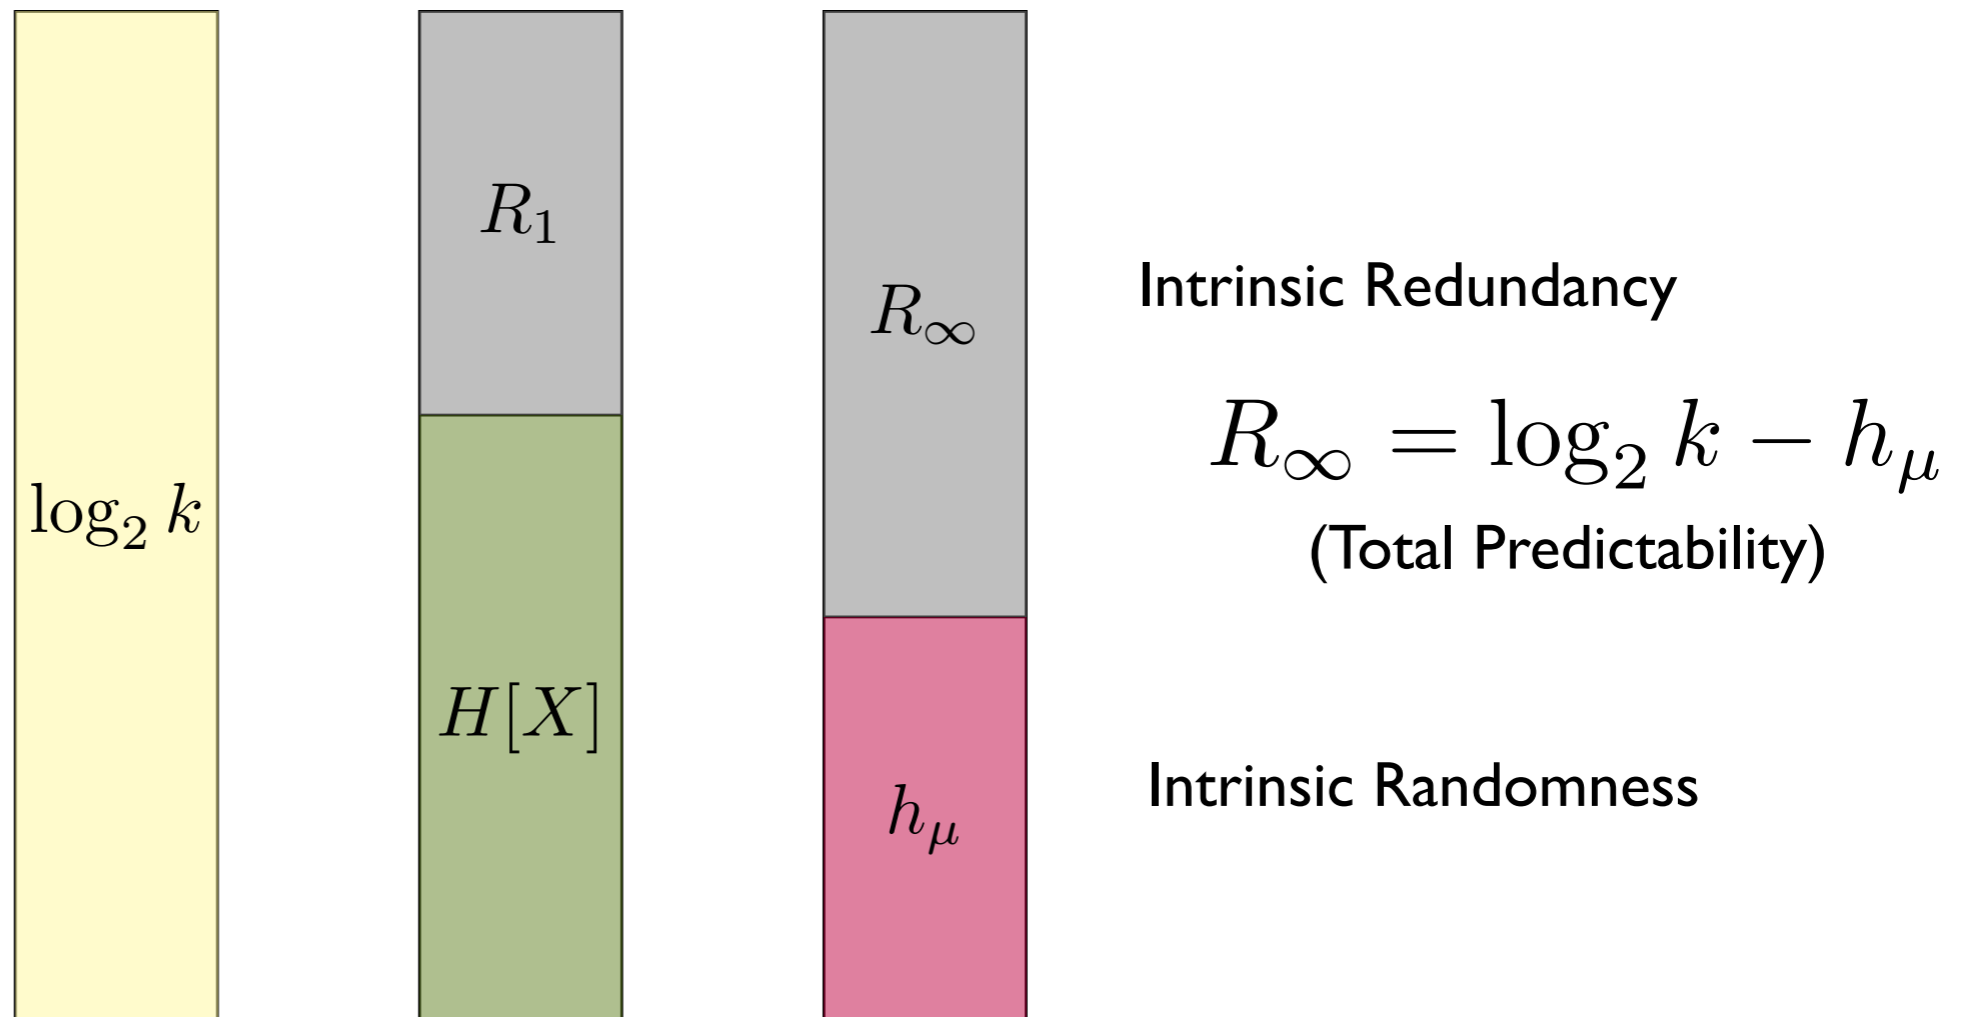 log₂ k
R₁
H[X]
R∞
hμ
Intrinsic Redundancy
R∞ = log₂ k − hμ
(Total Predictability)
Intrinsic Randomness